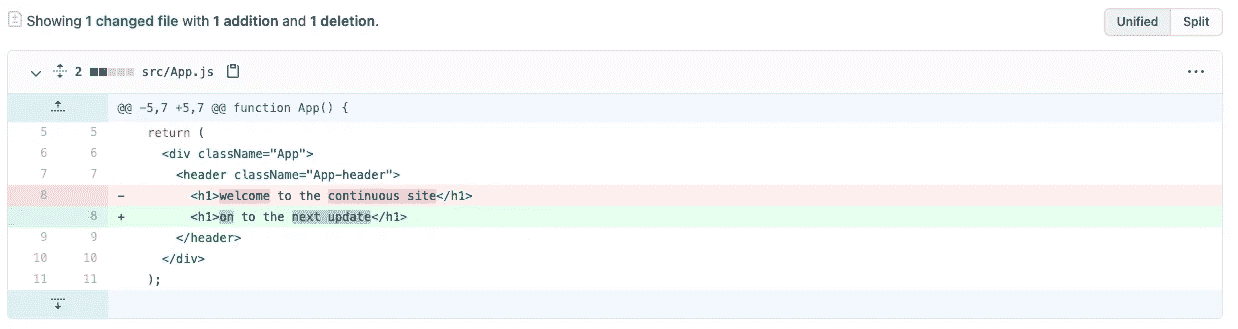 Showing 1 changed file with 1 addition and 1 deletion.
Unified Split
2 src/App.js
@@ -5,7 +5,7 @@ function App() {
5 5 return (
6 6 <div className="App">
7 7 <header className="App-header">
8 - <h1>welcome to the continuous site</h1>
8 + <h1>on to the next update</h1>
9 9 </header>
10 10 </div>
11 11 );